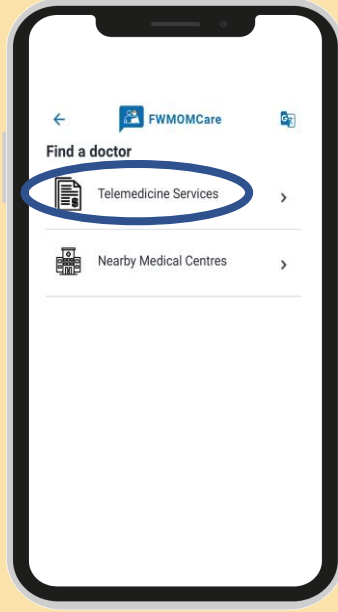 FWMOMCare
Find a doctor
Telemedicine Services
Nearby Medical Centres